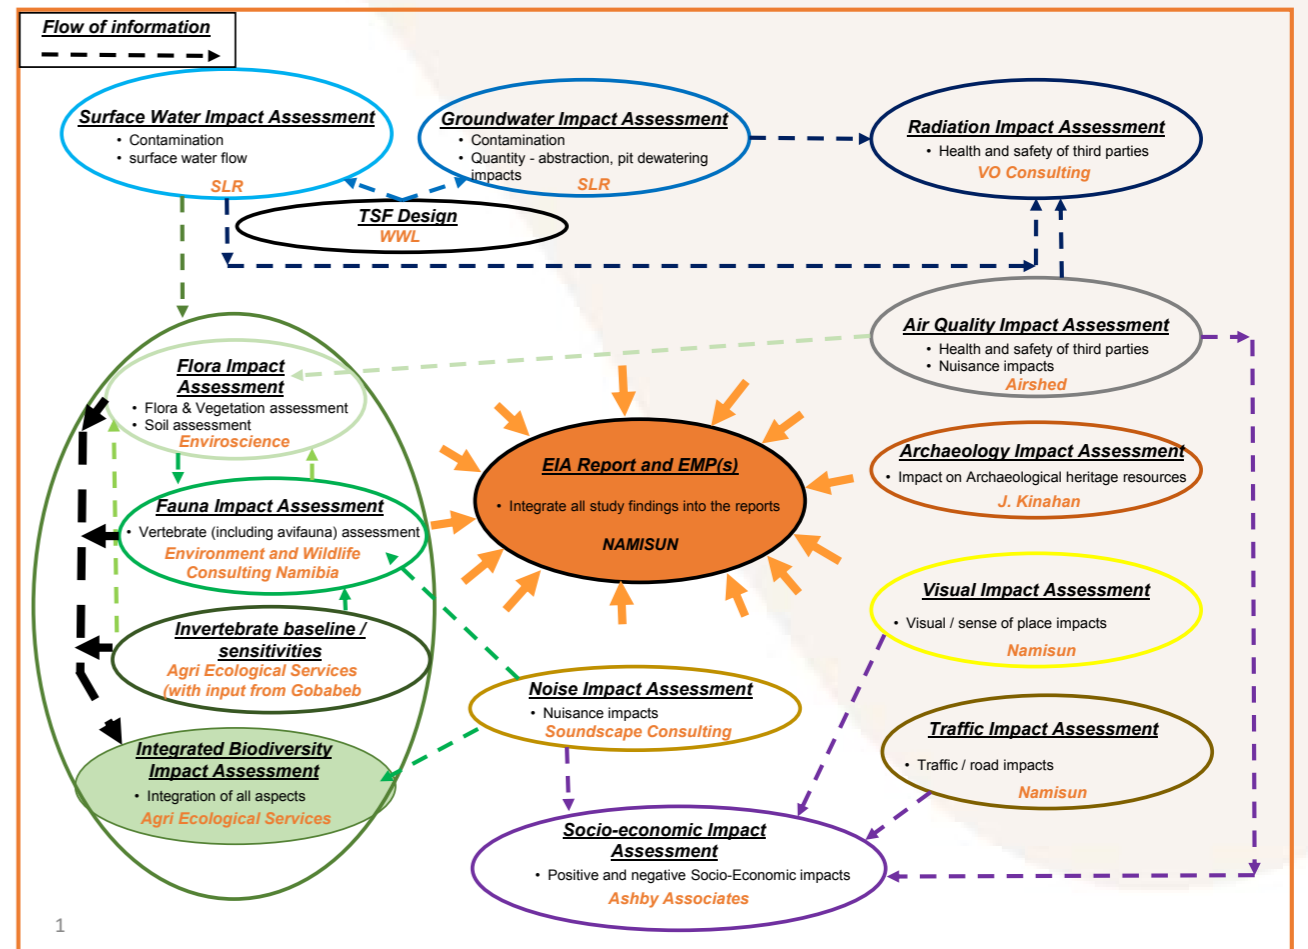 Flow of information
Surface Water Impact Assessment
• Contamination
• surface water flow
SLR
Groundwater Impact Assessment
• Contamination
• Quantity - abstraction, pit dewatering
impacts
SLR
Radiation Impact Assessment
• Health and safety of third parties
VO Consulting
TSF Design
WWL
Air Quality Impact Assessment
• Health and safety of third parties
• Nuisance impacts
Airshed
Flora Impact
Assessment
• Flora & Vegetation assessment
• Soil assessment
Enviroscience
EIA Report and EMP(s)
• Integrate all study findings into the reports
NAMISUN
Archaeology Impact Assessment
• Impact on Archaeological heritage resources
J. Kinahan
Fauna Impact Assessment
• Vertebrate (including avifauna) assessment
Environment and Wildlife
Consulting Namibia
Visual Impact Assessment
• Visual / sense of place impacts
Namisun
Invertebrate baseline /
sensitivities
Agri Ecological Services
(with input from Gobabeb
Noise Impact Assessment
• Nuisance impacts
Soundscape Consulting
Traffic Impact Assessment
• Traffic / road impacts
Namisun
Integrated Biodiversity
Impact Assessment
• Integration of all aspects
Agri Ecological Services
Socio-economic Impact
Assessment
• Positive and negative Socio-Economic impacts
Ashby Associates
1